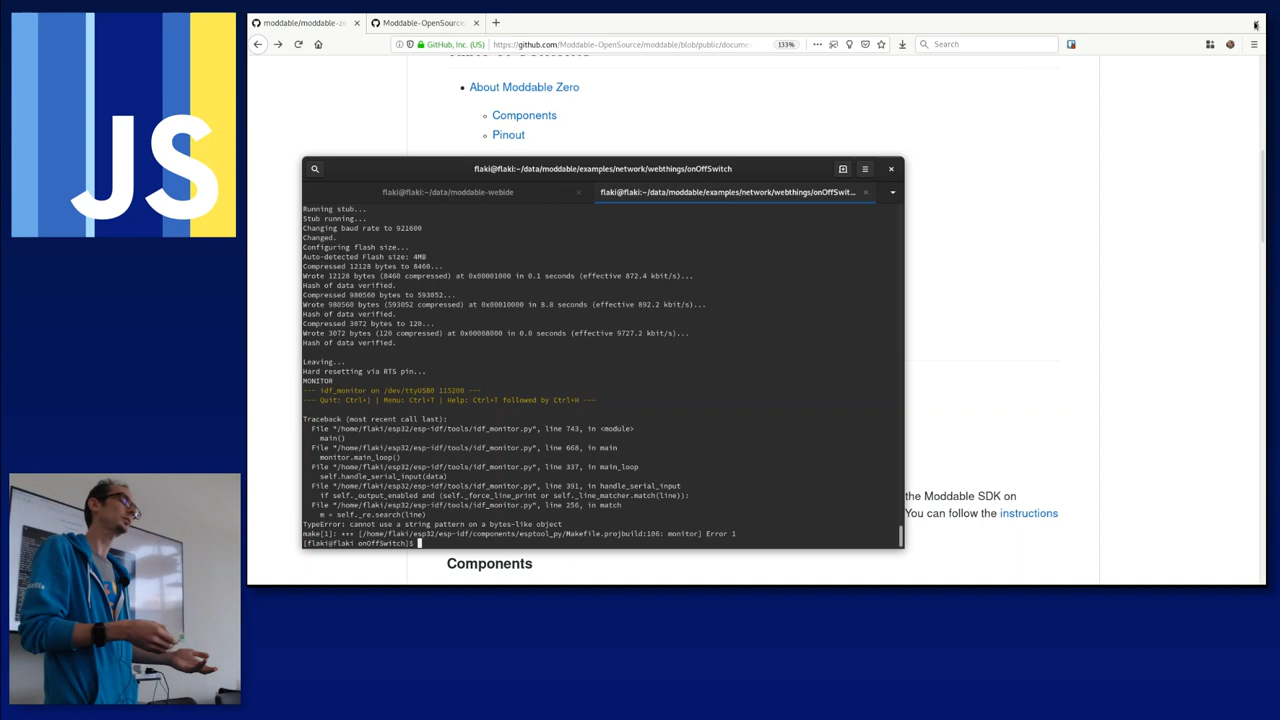 JS
moddable/moddable-ze
Moddable-OpenSource
GitHub, Inc. (US)
https://github.com/Moddable-OpenSource/moddable/blob/public/docume
133%
Search
About Moddable Zero
Components
Pinout
flaki@flaki:~/data/moddable/examples/network/webthings/onOffSwitch
flaki@flaki:~/data/moddable-webide
flaki@flaki:~/data/moddable/examples/network/webthings/onOffSwit...
Running stub...
Stub running...
Changing baud rate to 921600
Changed.
Configuring flash size...
Auto-detected Flash size: 4MB
Compressed 12128 bytes to 8460...
Wrote 12128 bytes (8460 compressed) at 0x00001000 in 0.1 seconds (effective 872.4 kbit/s)...
Hash of data verified.
Compressed 980560 bytes to 593052...
Wrote 980560 bytes (593052 compressed) at 0x00010000 in 8.8 seconds (effective 892.2 kbit/s)...
Hash of data verified.
Compressed 3072 bytes to 120...
Wrote 3072 bytes (120 compressed) at 0x00008000 in 0.0 seconds (effective 9727.2 kbit/s)...
Hash of data verified.
Leaving...
Hard resetting via RTS pin...
MONITOR
--- idf_monitor on /dev/ttyUSB0 115200 ---
--- Quit: Ctrl+] | Menu: Ctrl+T | Help: Ctrl+T followed by Ctrl+H ---
Traceback (most recent call last):
File "/home/flaki/esp32/esp-idf/tools/idf_monitor.py", line 743, in <module>
main()
File "/home/flaki/esp32/esp-idf/tools/idf_monitor.py", line 668, in main
monitor.main_loop()
File "/home/flaki/esp32/esp-idf/tools/idf_monitor.py", line 337, in main_loop
self.handle_serial_input(data)
File "/home/flaki/esp32/esp-idf/tools/idf_monitor.py", line 391, in handle_serial_input
if self._output_enabled and (self._force_line_print or self._line_matcher.match(line)):
File "/home/flaki/esp32/esp-idf/tools/idf_monitor.py", line 256, in match
m = self._re.search(line)
TypeError: cannot use a string pattern on a bytes-like object
make[1]: *** [/home/flaki/esp32/esp-idf/components/esptool_py/Makefile.projbuild:106: monitor] Error 1
[flaki@flaki onOffSwitch]$
the Moddable SDK on
You can follow the instructions
Components